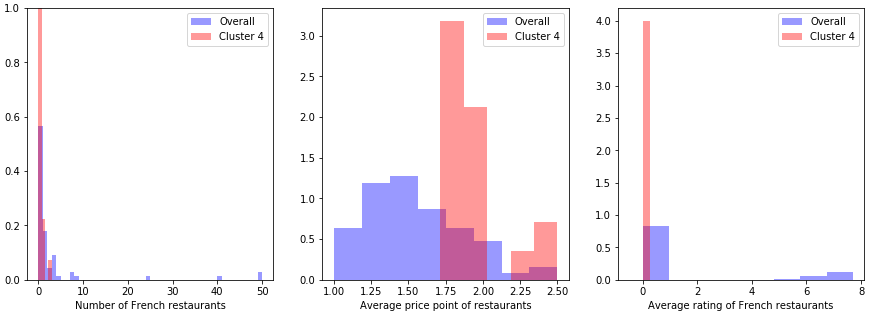 1.0
0.8
0.6
0.4
0.2
0.0
0 10 20 30 40 50
Number of French restaurants
Overall
Cluster 4
3.0
2.5
2.0
1.5
1.0
0.5
0.0
1.00 1.25 1.50 1.75 2.00 2.25 2.50
Average price point of restaurants
Overall
Cluster 4
4.0
3.5
3.0
2.5
2.0
1.5
1.0
0.5
0.0
0 2 4 6 8
Average rating of French restaurants
Overall
Cluster 4